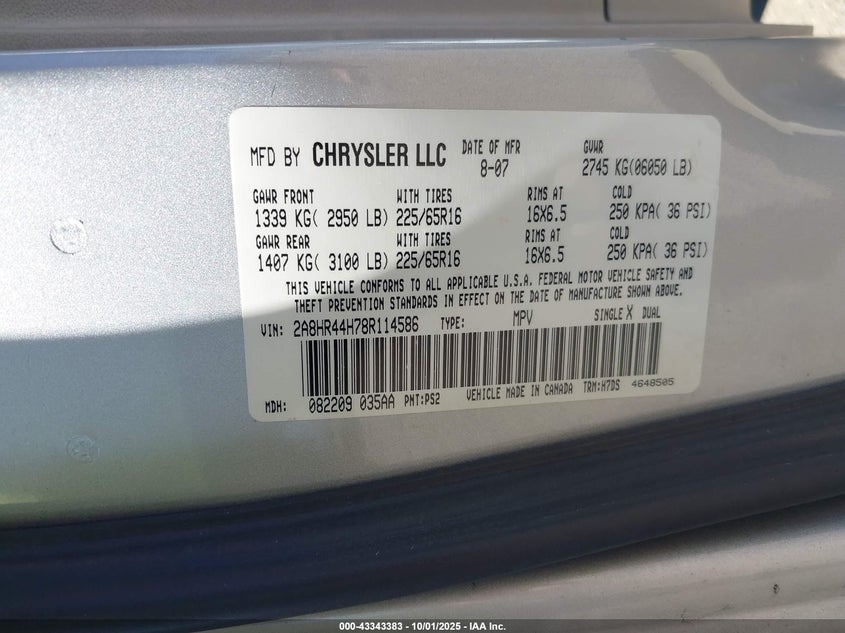 MFD BY CHRYSLER LLC DATE OF MFR 8-07 GVWR 2745 KG(06050 LB)
GAWR FRONT WITH TIRES RIMS AT COLD
1339 KG( 2950 LB) 225/65R16 16X6.5 250 KPA( 36 PSI)
GAWR REAR WITH TIRES RIMS AT COLD
1407 KG( 3100 LB) 225/65R16 16X6.5 250 KPA( 36 PSI)
THIS VEHICLE CONFORMS TO ALL APPLICABLE U.S.A. FEDERAL MOTOR VEHICLE SAFETY AND
THEFT PREVENTION STANDARDS IN EFFECT ON THE DATE OF MANUFACTURE SHOWN ABOVE.
VIN: 2A8HR44H78R114586 TYPE: MPV SINGLE X DUAL
MDH: 082209 035AA PNT:PS2 VEHICLE MADE IN CANADA TRM:H7DS 4648505
000-43343383 - 10/01/2025 - IAA Inc.